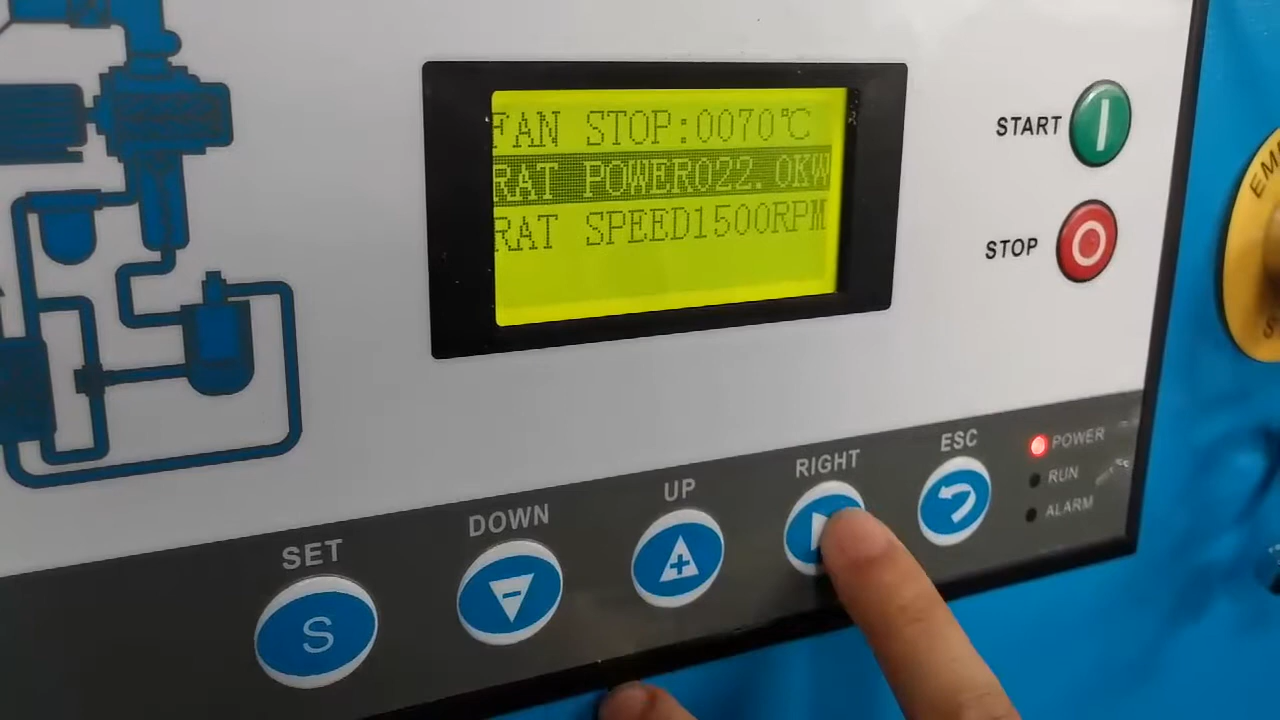 FAN STOP:0070℃
RAT POWER022.0KW
RAT SPEED1500RPM
START
STOP
SET
S
DOWN
UP
RIGHT
ESC
POWER
RUN
ALARM